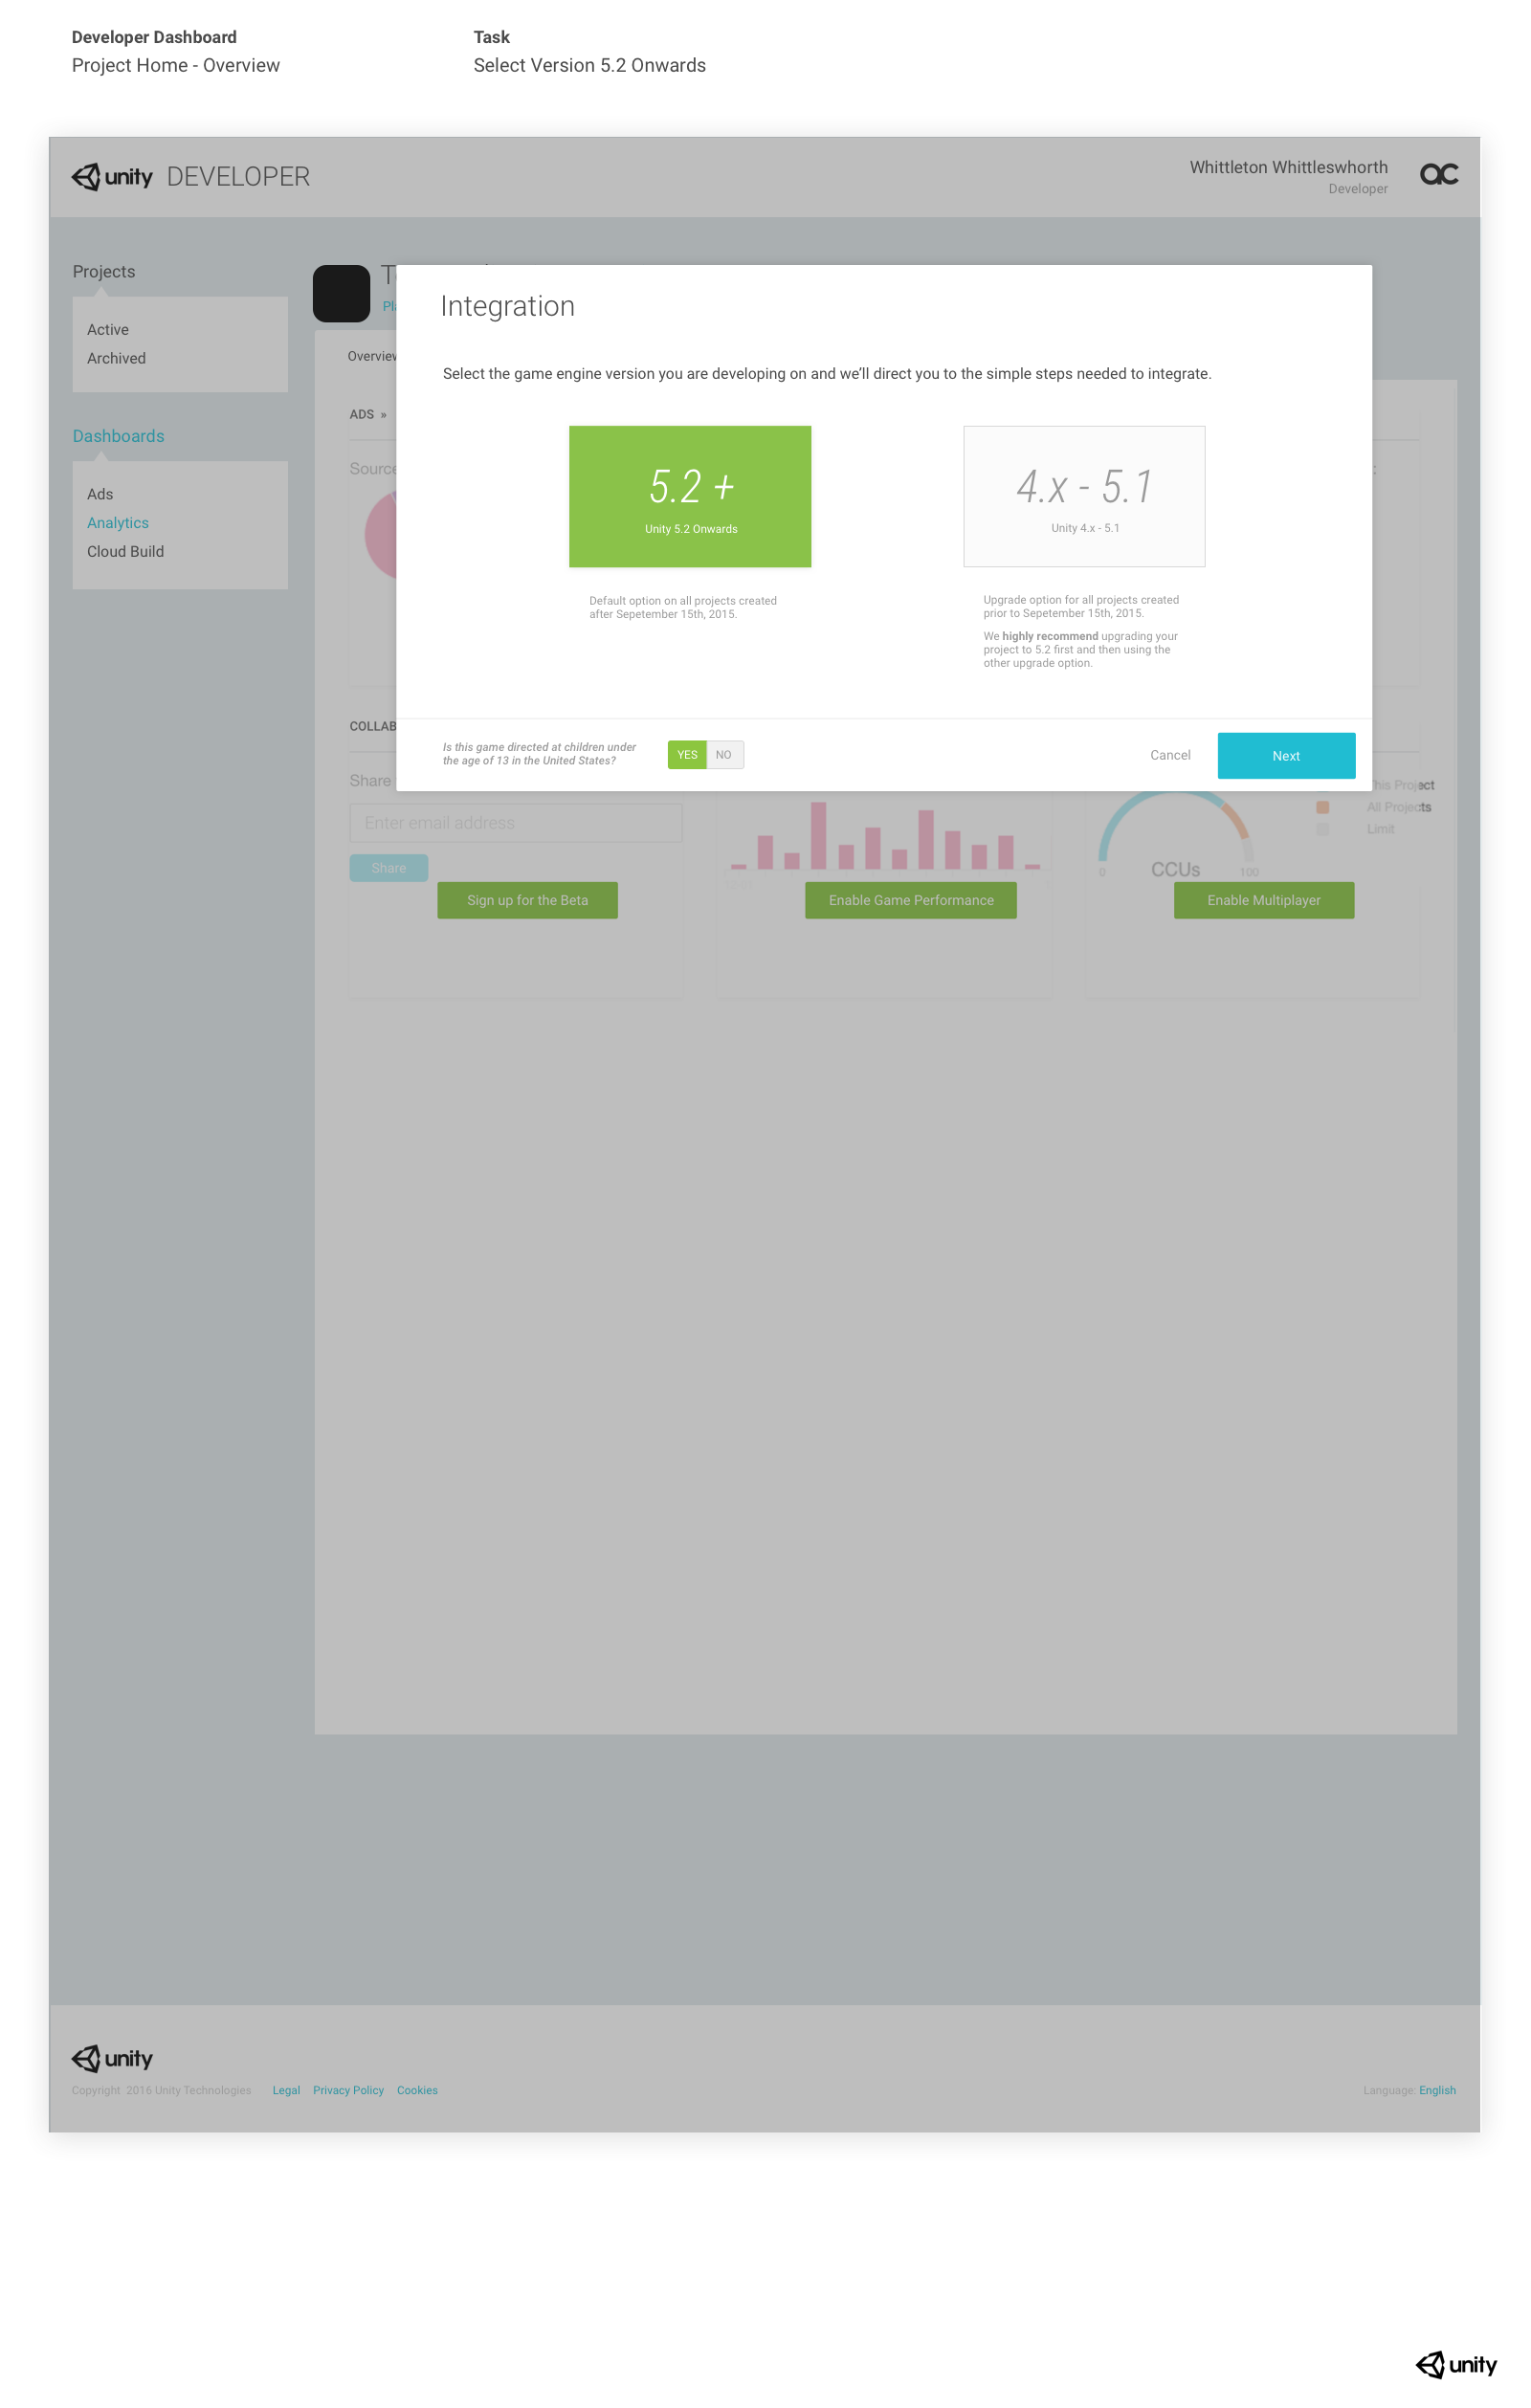 Developer Dashboard
Project Home - Overview
Task
Select Version 5.2 Onwards
unity DEVELOPER
Whittleton Whittleswhorth
Developer
Projects
Active
Archived
Dashboards
Ads
Analytics
Cloud Build
ADS »
Integration
Select the game engine version you are developing on and we'll direct you to the simple steps needed to integrate.
5.2 +
Unity 5.2 Onwards
Default option on all projects created
after Sepetember 15th, 2015.
4.x - 5.1
Unity 4.x - 5.1
Upgrade option for all projects created
prior to Sepetember 15th, 2015.
We highly recommend upgrading your
project to 5.2 first and then using the
other upgrade option.
Is this game directed at children under
the age of 13 in the United States?
YES
NO
Cancel
Next
Share
Enter email address
Share
Sign up for the Beta
Enable Game Performance
This Project
All Projects
Limit
0
CCUs
100
Enable Multiplayer
unity
Copyright 2016 Unity Technologies
Legal
Privacy Policy
Cookies
Language: English
unity